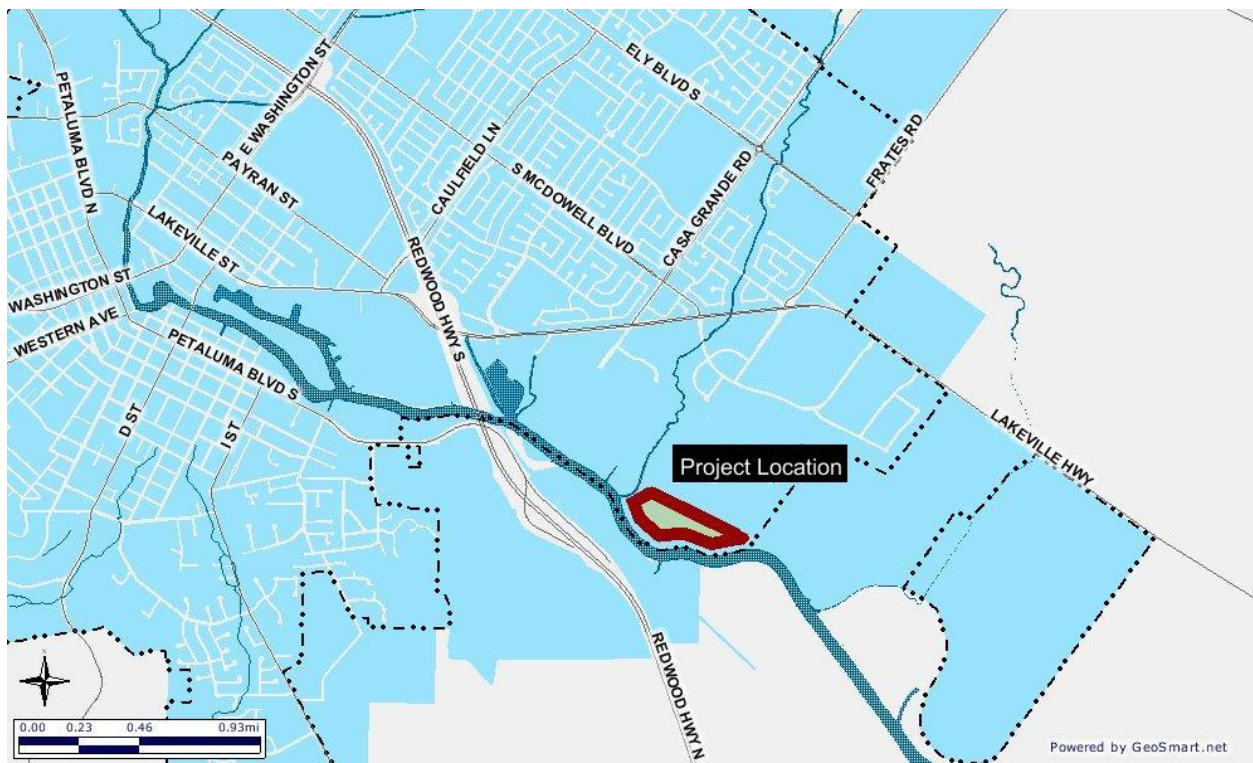 ELY BLVD S
E WASHINGTON ST
PETALUMA BLVD N
FRATES RD
CAULFIELD LN
PAYRAN ST
S MCDOWELL BLVD
CASA GRANDE RD
LAKEVILLE ST
REDWOOD HWY S
WASHINGTON ST
WESTERN AVE
PETALUMA BLVD S
D ST
I ST
LAKEVILLE HWY
Project Location
REDWOOD HWY N
N
0.00 0.23 0.46 0.93mi
Powered by GeoSmart.net